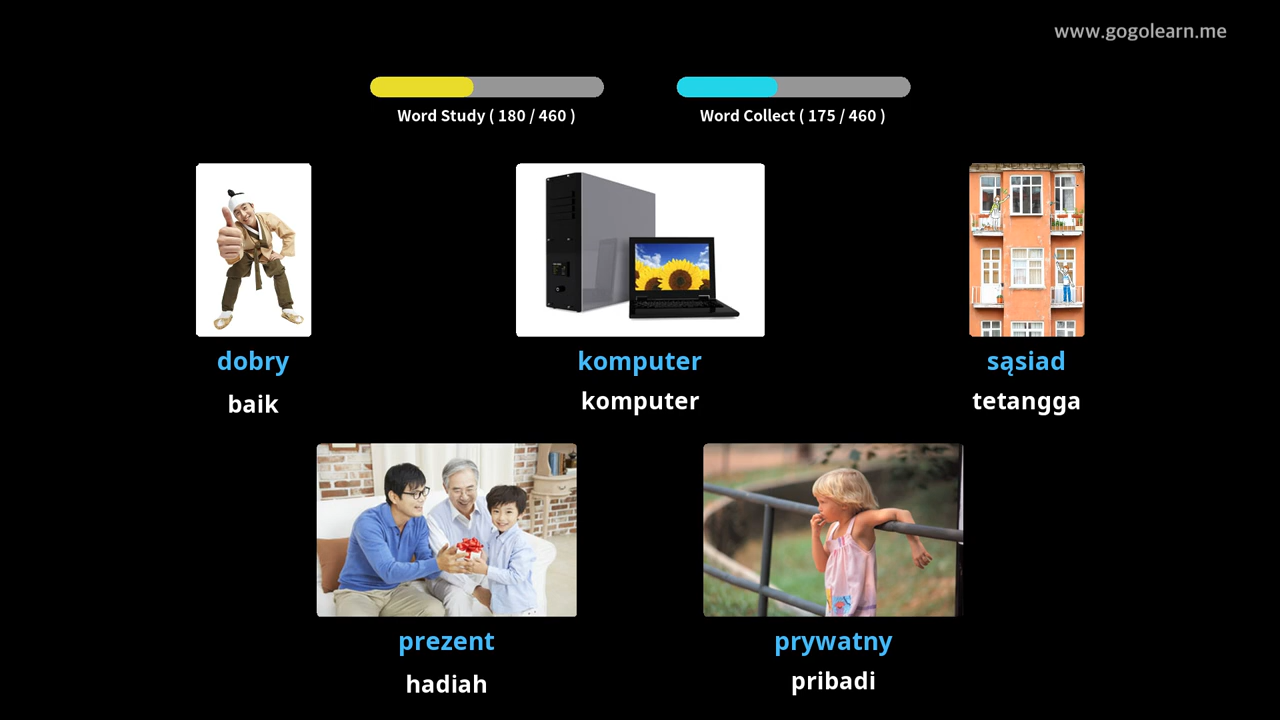 www.gogolearn.me
Word Study ( 180 / 460 )
Word Collect ( 175 / 460 )
dobry
baik
komputer
komputer
sąsiad
tetangga
prezent
hadiah
prywatny
pribadi